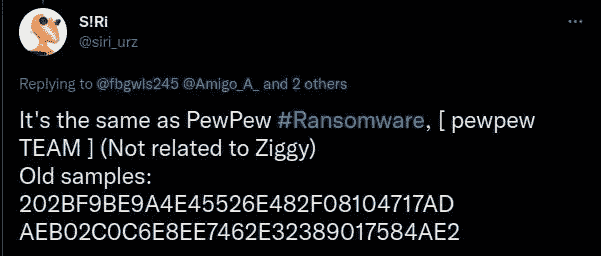 S!Ri
@siri_urz
Replying to @fbgwls245 @Amigo_A_ and 2 others
It's the same as PewPew #Ransomware, [ pewpew
TEAM ] (Not related to Ziggy)
Old samples:
202BF9BE9A4E45526E482F08104717AD
AEB02C0C6E8EE7462E32389017584AE2